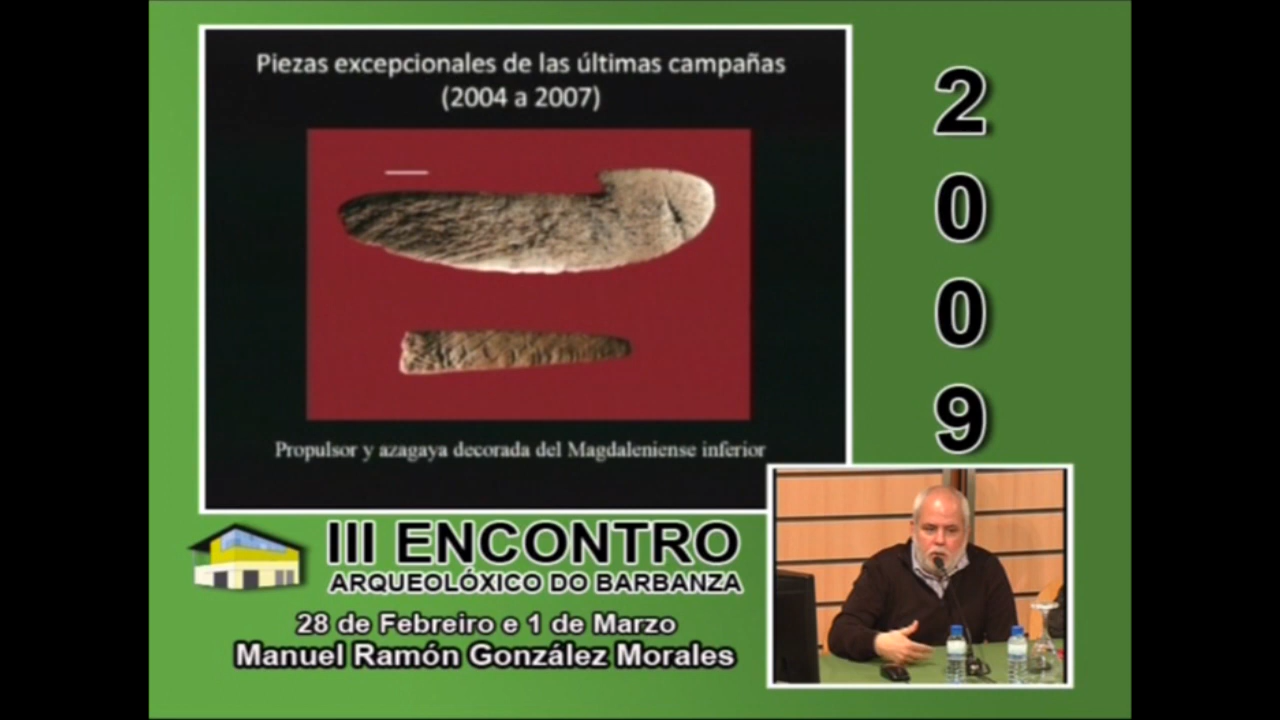 Piezas excepcionales de las últimas campañas
(2004 a 2007)
Propulsor y azagaya decorada del Magdaleniense inferior
2
0
0
9
III ENCONTRO
ARQUEOLÓXICO DO BARBANZA
28 de Febreiro e 1 de Marzo
Manuel Ramón González Morales